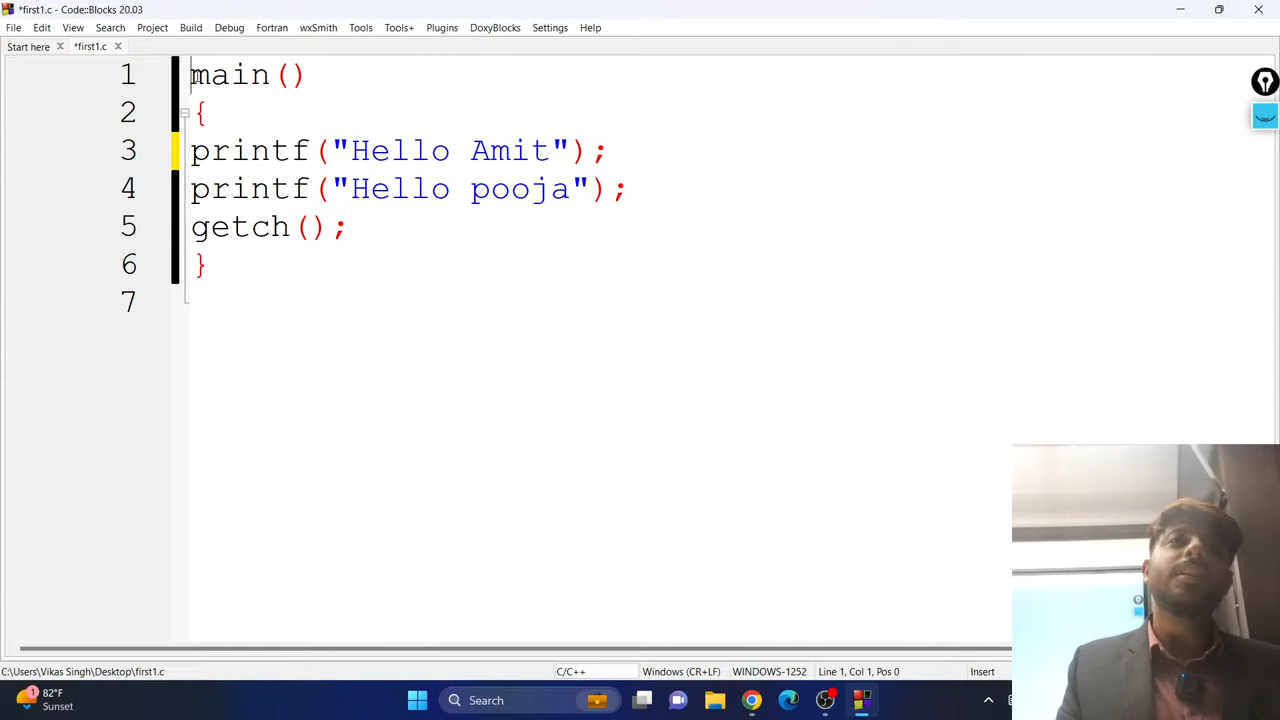 *first1.c - Code::Blocks 20.03
File Edit View Search Project Build Debug Fortran wxSmith Tools Tools+ Plugins DoxyBlocks Settings Help
Start here *first1.c
1 main()
2 {
3 printf("Hello Amit");
4 printf("Hello pooja");
5 getch();
6 }
7
C:\Users\Vikas Singh\Desktop\first1.c C/C++ Windows (CR+LF) WINDOWS-1252 Line 1, Col 1, Pos 0 Insert
1 82°F Search
Sunset